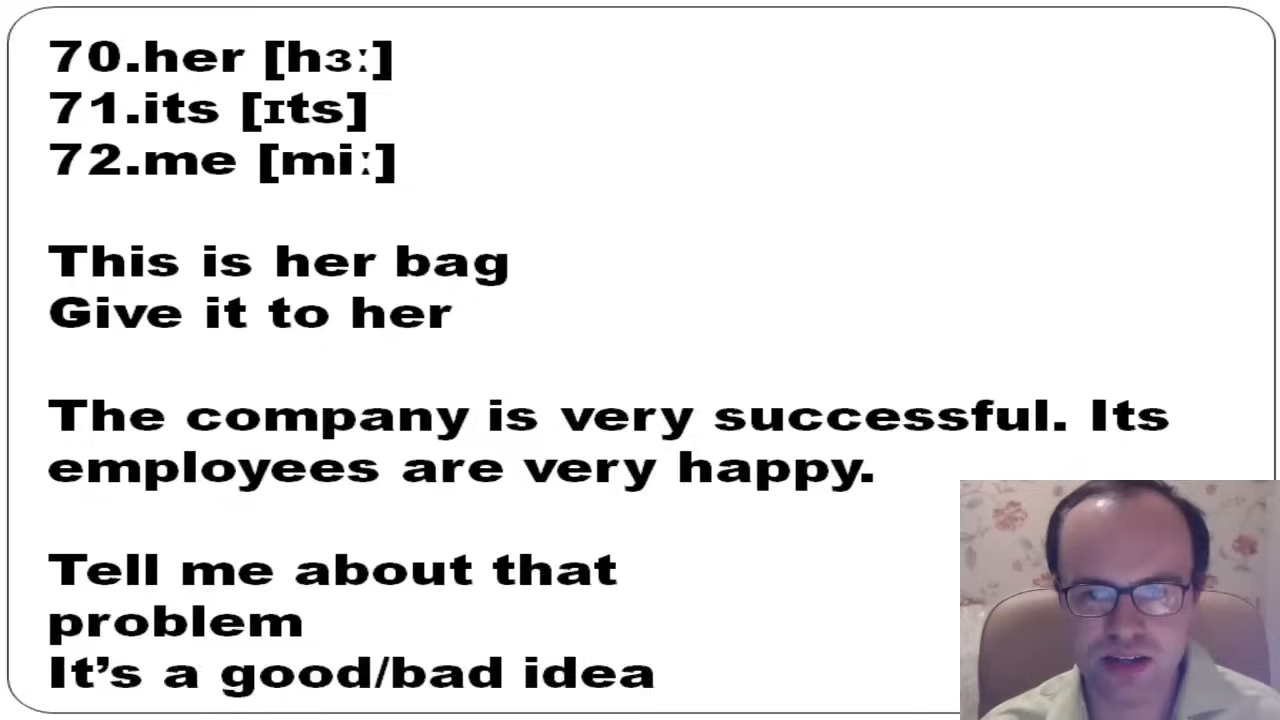 70.her [hɜː]
71.its [ɪts]
72.me [miː]
This is her bag
Give it to her
The company is very successful. Its
employees are very happy.
Tell me about that
problem
It’s a good/bad idea